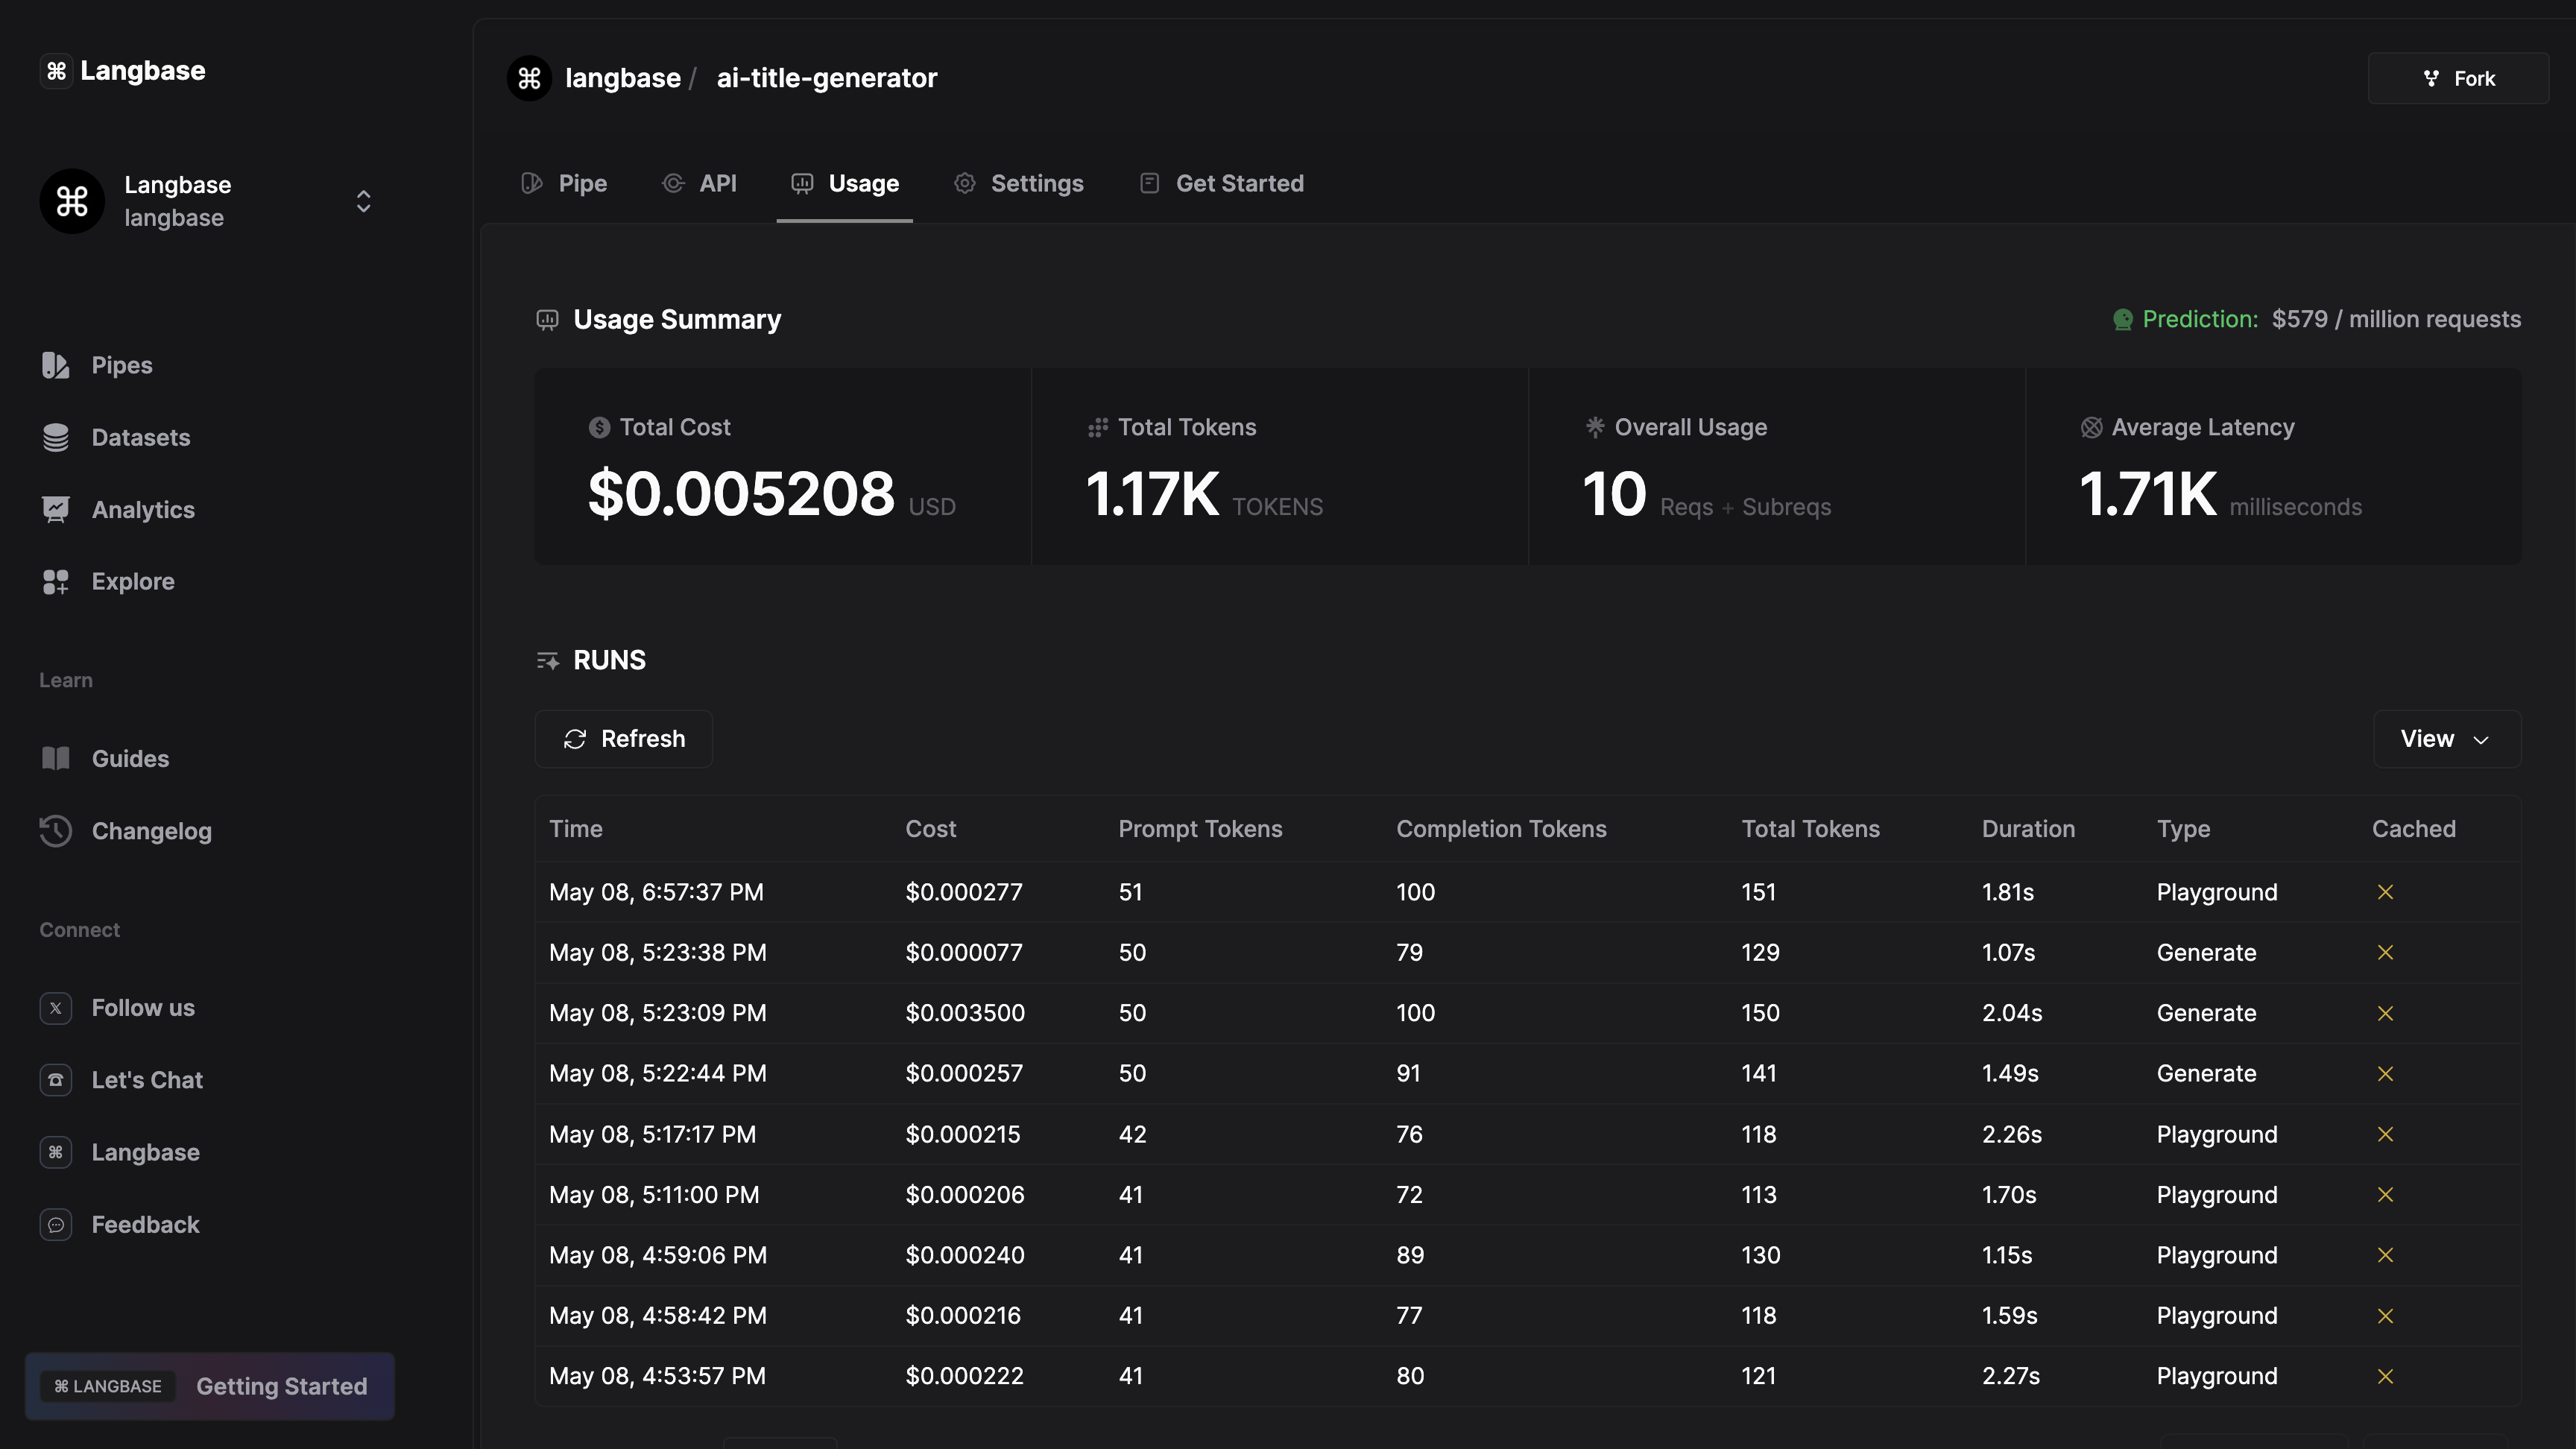 ⌘ Langbase
langbase / ai-title-generator
Fork
Langbase
langbase
Pipe
API
Usage
Settings
Get Started
Pipes
Datasets
Analytics
Explore
Learn
Guides
Changelog
Connect
Follow us
Let's Chat
Langbase
Feedback
⌘ LANGBASE Getting Started
Usage Summary
Prediction: $579 / million requests
Total Cost
$0.005208 USD
Total Tokens
1.17K TOKENS
Overall Usage
10 Reqs + Subreqs
Average Latency
1.71K milliseconds
RUNS
Refresh
View
Time Cost Prompt Tokens Completion Tokens Total Tokens Duration Type Cached
May 08, 6:57:37 PM $0.000277 51 100 151 1.81s Playground
May 08, 5:23:38 PM $0.000077 50 79 129 1.07s Generate
May 08, 5:23:09 PM $0.003500 50 100 150 2.04s Generate
May 08, 5:22:44 PM $0.000257 50 91 141 1.49s Generate
May 08, 5:17:17 PM $0.000215 42 76 118 2.26s Playground
May 08, 5:11:00 PM $0.000206 41 72 113 1.70s Playground
May 08, 4:59:06 PM $0.000240 41 89 130 1.15s Playground
May 08, 4:58:42 PM $0.000216 41 77 118 1.59s Playground
May 08, 4:53:57 PM $0.000222 41 80 121 2.27s Playground